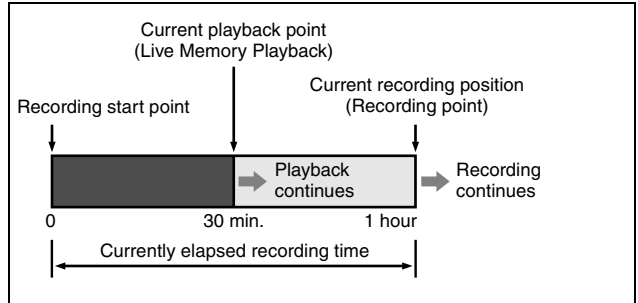 Current playback point
(Live Memory Playback)
Current recording position
(Recording point)
Recording start point
Playback
continues
Recording
continues
0
30 min.
1 hour
Currently elapsed recording time